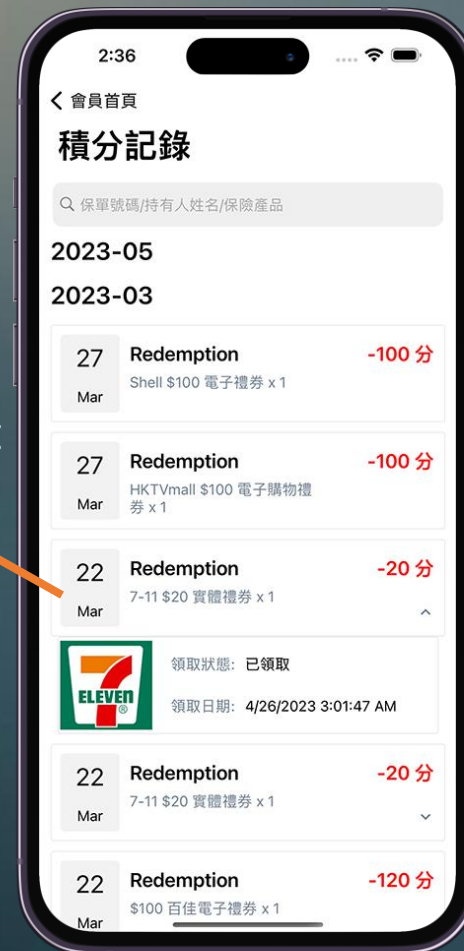 2:36
會員首頁
積分記錄
保單號碼/持有人姓名/保險產品
2023-05
2023-03
27 Redemption -100 分
Mar Shell $100 電子禮券 x 1
27 Redemption -100 分
HKTVmall $100 電子購物禮
Mar 券 x 1
22 Redemption -20 分
Mar 7-11 $20 實體禮券 x 1
ELEVEN ®
領取狀態: 已領取
領取日期: 4/26/2023 3:01:47 AM
22 Redemption -20 分
Mar 7-11 $20 實體禮券 x 1
22 Redemption -120 分
Mar $100 百佳電子禮券 x 1